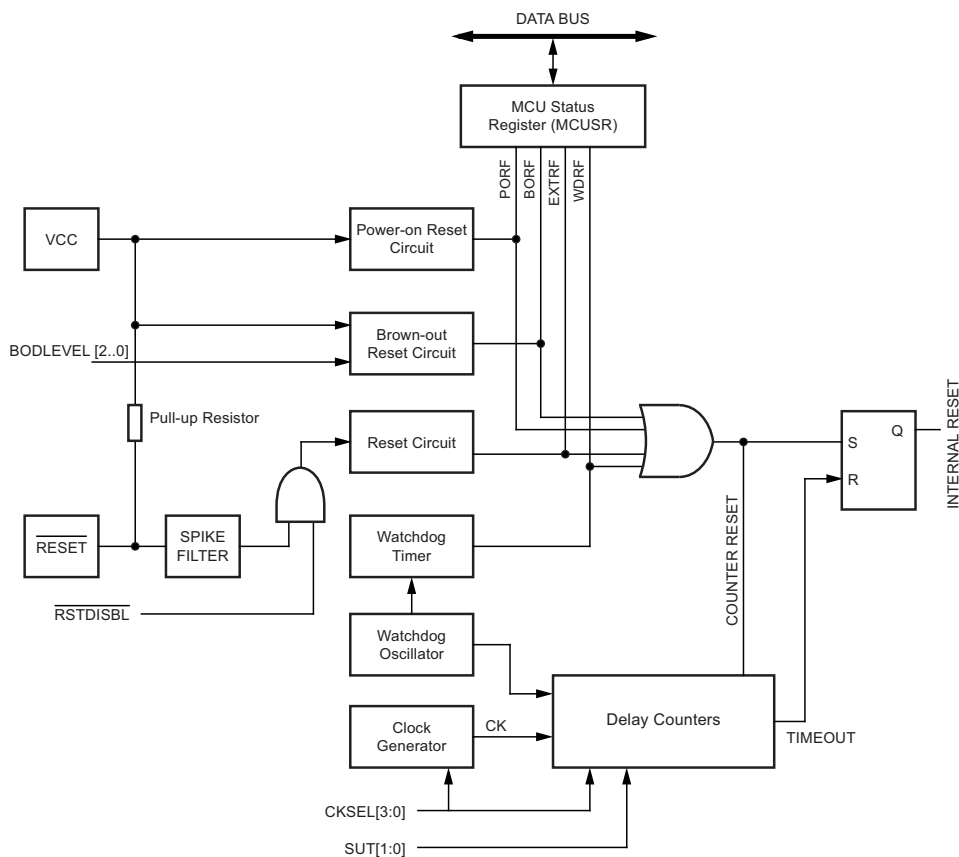 DATA BUS
MCU Status
Register (MCUSR)
PORF
BORF
EXTRF
WDRF
VCC
Power-on Reset
Circuit
Brown-out
Reset Circuit
BODLEVEL [2..0]
Pull-up Resistor
Reset Circuit
S
Q
R
INTERNAL RESET
RESET
SPIKE
FILTER
Watchdog
Timer
RSTDISBL
COUNTER RESET
Watchdog
Oscillator
Clock
Generator
CK
Delay Counters
TIMEOUT
CKSEL[3:0]
SUT[1:0]